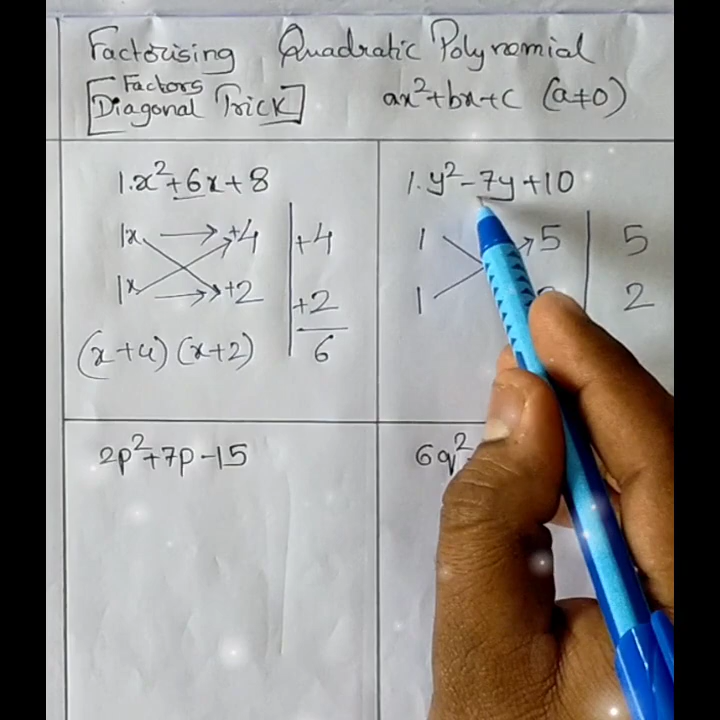 Factorising Quadratic Polynomial
[Factors Diagonal Trick] ax²+bx+c (a≠0)
1.x²+6x+8
1x +4 +4
1x +2 +2
6
(x+4)(x+2)
1.y²-7y+10
1 5 5
1 2
2p²+7p-15
6q²